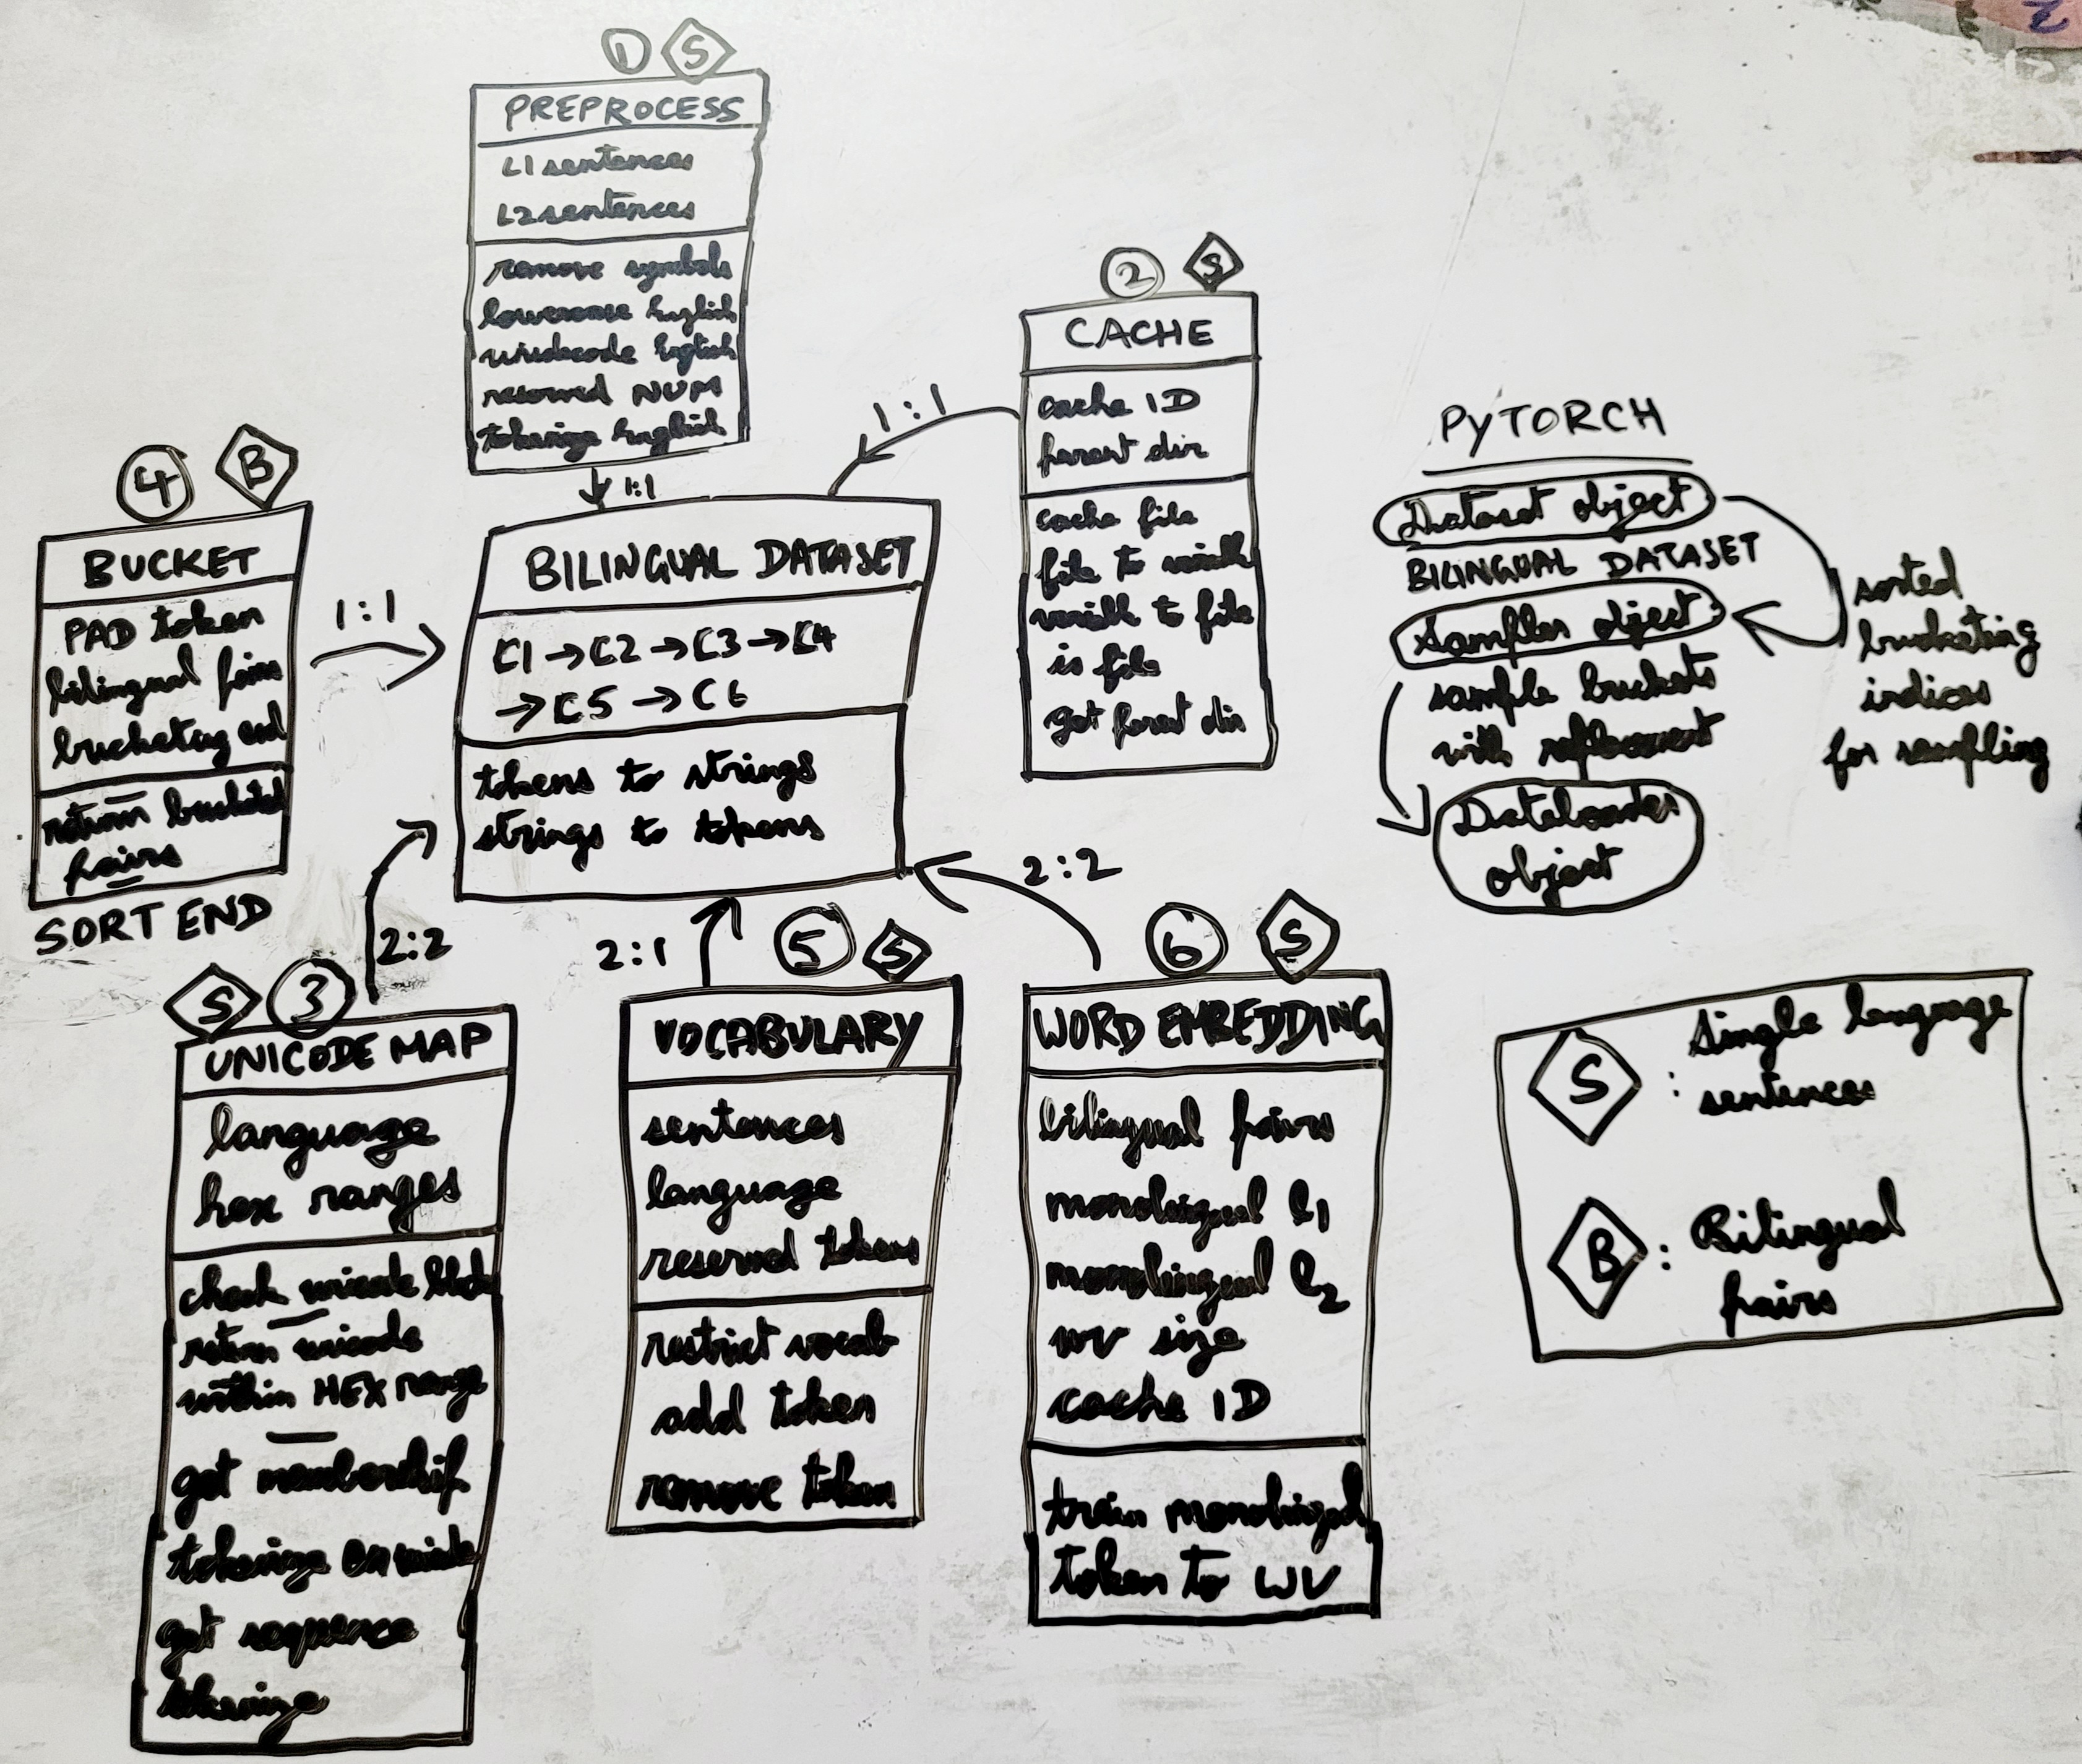 1 S
PREPROCESS
L1 sentences
L2 sentences
remove symbols
lowercase English
unidecode English
reserved NUM
tokenize English
1:1
2 S
CACHE
cache ID
parent dir
cache file
file to variable
variable to file
is file
get parent dir
1:1
4 B
BUCKET
PAD token
bilingual pairs
bucketing end
return bucketed
pairs
SORT END
1:1
BILINGUAL DATASET
C1 → C2 → C3 → C4
→ C5 → C6
tokens to strings
strings to tokens
PYTORCH
Dataset object
BILINGUAL DATASET
Sampler object
sample buckets
with replacement
Dataloader
object
sorted
bucketing
indices
for sampling
2:2
S 3
UNICODE MAP
language
hex ranges
check unicode block
return unicode
within HEX range
get membership
tokenize on unicode
get sequence
tokenize
2:1
5 S
VOCABULARY
sentences
language
reserved tokens
restrict vocab
add token
remove token
2:2
6 S
WORD EMBEDDING
bilingual pairs
monolingual l1
monolingual l2
wv size
cache ID
train monolingual
token to WV
S : Single language
sentences
B : Bilingual
pairs